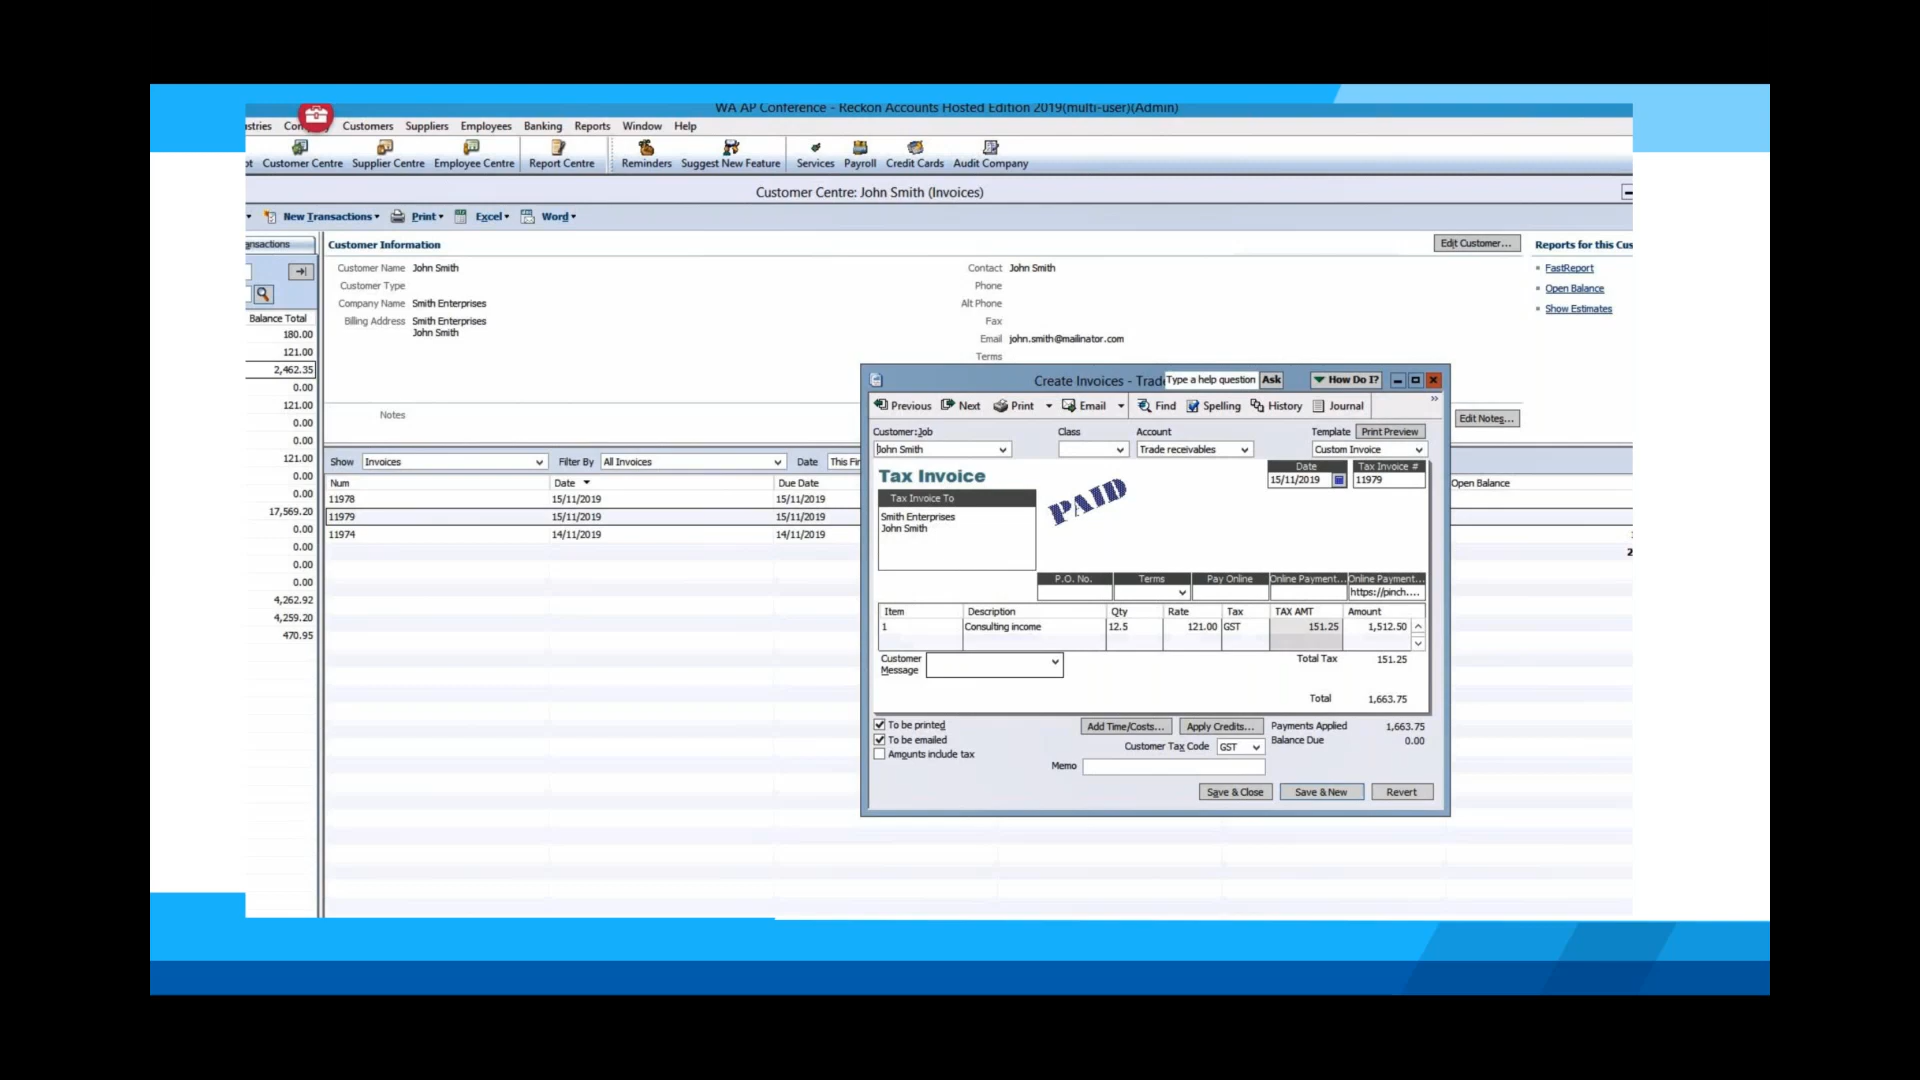 WA AP Conference - Reckon Accounts Hosted Edition 2019(multi-user)(Admin)
Customers Suppliers Employees Banking Reports Window Help
Customer Centre Supplier Centre Employee Centre Report Centre Reminders Suggest New Feature Services Payroll Credit Cards Audit Company
Customer Centre: John Smith (Invoices)
New Transactions Print Excel Word
Customer Information
Edit Customer...
Reports for this Cus
Customer Name John Smith
Contact John Smith
FastReport
Customer Type
Phone
Open Balance
Company Name Smith Enterprises
Alt Phone
Show Estimates
Billing Address Smith Enterprises
John Smith
Fax
Email john.smith@mailinator.com
Terms
Notes
Edit Notes...
Balance Total
180.00
121.00
2,462.35
0.00
121.00
0.00
0.00
121.00
0.00
0.00
17,569.20
0.00
0.00
0.00
0.00
4,262.92
4,259.20
470.95
Show Invoices Filter By All Invoices Date This Fi
Num Date Due Date Open Balance
11978 15/11/2019 15/11/2019
11979 15/11/2019 15/11/2019
11974 14/11/2019 14/11/2019
Create Invoices - Trad Type a help question Ask How Do I?
Previous Next Print Email Find Spelling History Journal
Customer:Job Class Account Template Print Preview
John Smith Trade receivables Custom Invoice
Tax Invoice
Date Tax Invoice #
15/11/2019 11979
Tax Invoice To
Smith Enterprises
John Smith
PAID
P.O. No. Terms Pay Online Online Payment... Online Payment...
https://pinch....
Item Description Qty Rate Tax TAX AMT Amount
1 Consulting income 12.5 121.00 GST 151.25 1,512.50
Customer Message
Total Tax 151.25
Total 1,663.75
To be printed
To be emailed
Amounts include tax
Add Time/Costs... Apply Credits... Payments Applied 1,663.75
Customer Tax Code GST Balance Due 0.00
Memo
Save & Close Save & New Revert